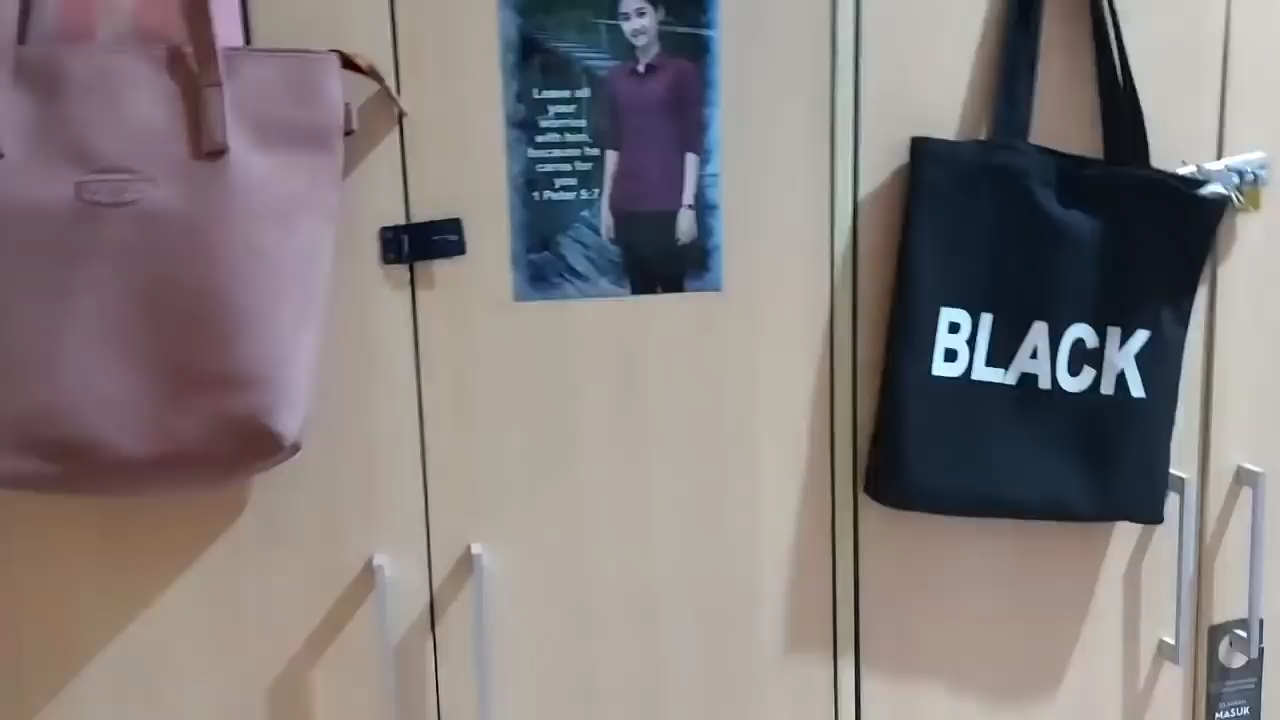 Leave all
your
worries
with him,
because he
cares for
you
1 Peter 5:7
BLACK
MASUK